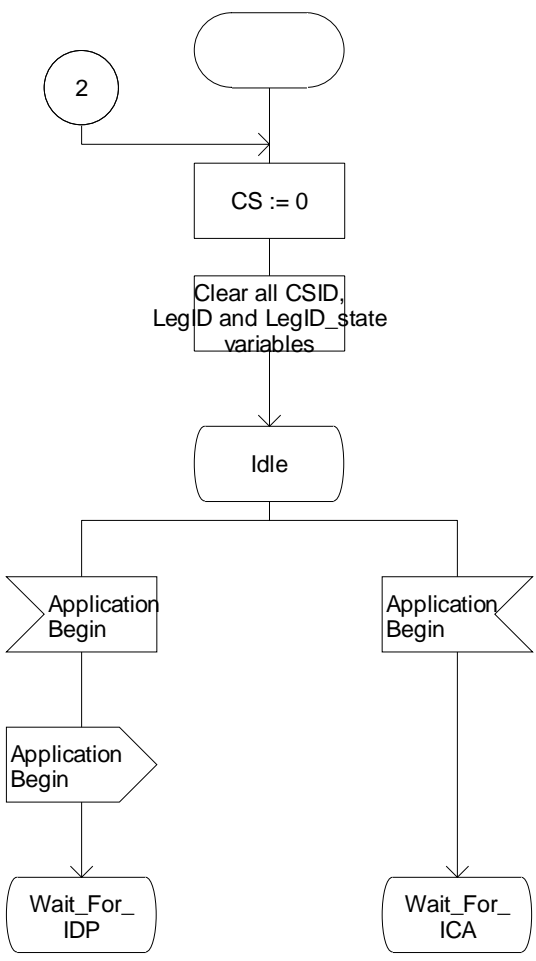 2
CS := 0
Clear all CSID,
LegID and LegID_state
variables
Idle
Application
Begin
Application
Begin
Application
Begin
Wait_For_
IDP
Wait_For_
ICA